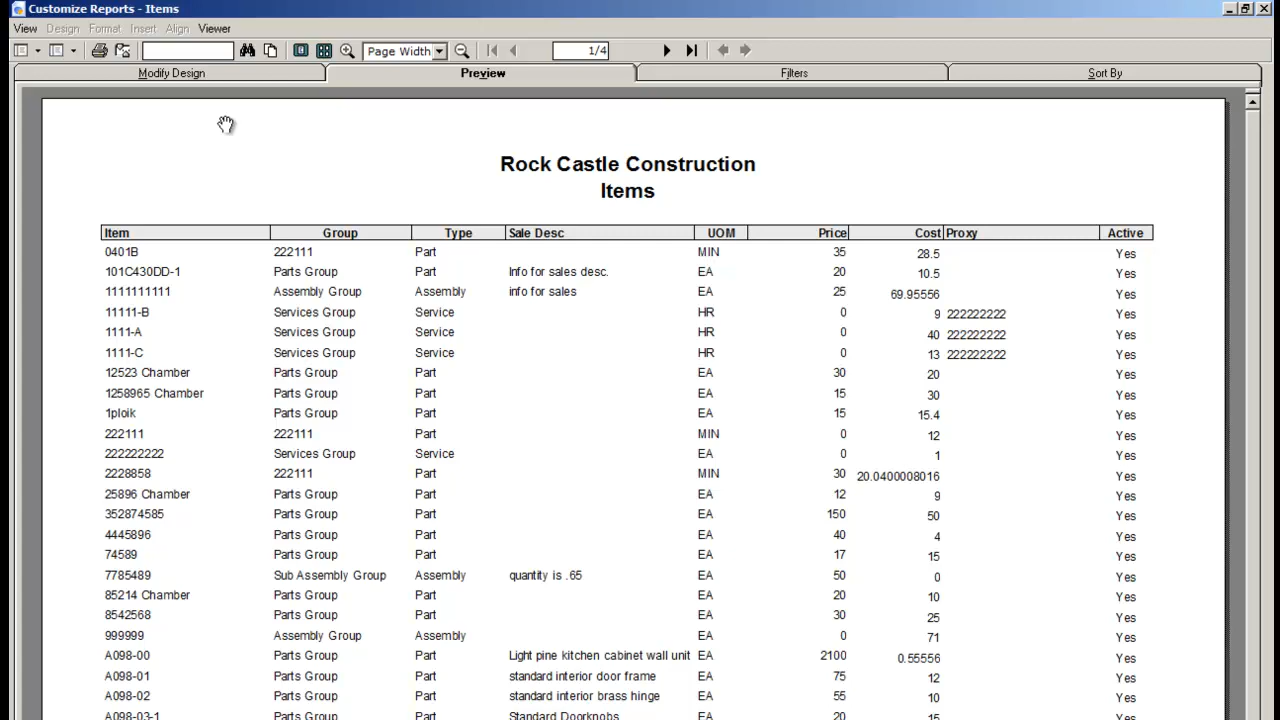 Customize Reports - Items
View Design Format Insert Align Viewer
Page Width 1/4
Modify Design Preview Filters Sort By
Rock Castle Construction
Items
Item Group Type Sale Desc UOM Price Cost Proxy Active
0401B 222111 Part MIN 35 28.5 Yes
101C430DD-1 Parts Group Part Info for sales desc. EA 20 10.5 Yes
1111111111 Assembly Group Assembly info for sales EA 25 69.95556 Yes
11111-B Services Group Service HR 0 9 222222222 Yes
1111-A Services Group Service HR 0 40 222222222 Yes
1111-C Services Group Service HR 0 13 222222222 Yes
12523 Chamber Parts Group Part EA 30 20 Yes
1258965 Chamber Parts Group Part EA 15 30 Yes
1ploik Parts Group Part EA 15 15.4 Yes
222111 222111 Part MIN 0 12 Yes
222222222 Services Group Service EA 0 1 Yes
2228858 222111 Part MIN 30 20.0400008016 Yes
25896 Chamber Parts Group Part EA 12 9 Yes
352874585 Parts Group Part EA 150 50 Yes
4445896 Parts Group Part EA 40 4 Yes
74589 Parts Group Part EA 17 15 Yes
7785489 Sub Assembly Group Assembly quantity is .65 EA 50 0 Yes
85214 Chamber Parts Group Part EA 20 10 Yes
8542568 Parts Group Part EA 30 25 Yes
999999 Assembly Group Assembly EA 0 71 Yes
A098-00 Parts Group Part Light pine kitchen cabinet wall unit EA 2100 0.55556 Yes
A098-01 Parts Group Part standard interior door frame EA 75 12 Yes
A098-02 Parts Group Part standard interior brass hinge EA 55 10 Yes
A098-03-1 Parts Group Part Standard Doorknobs EA 20 15 Yes